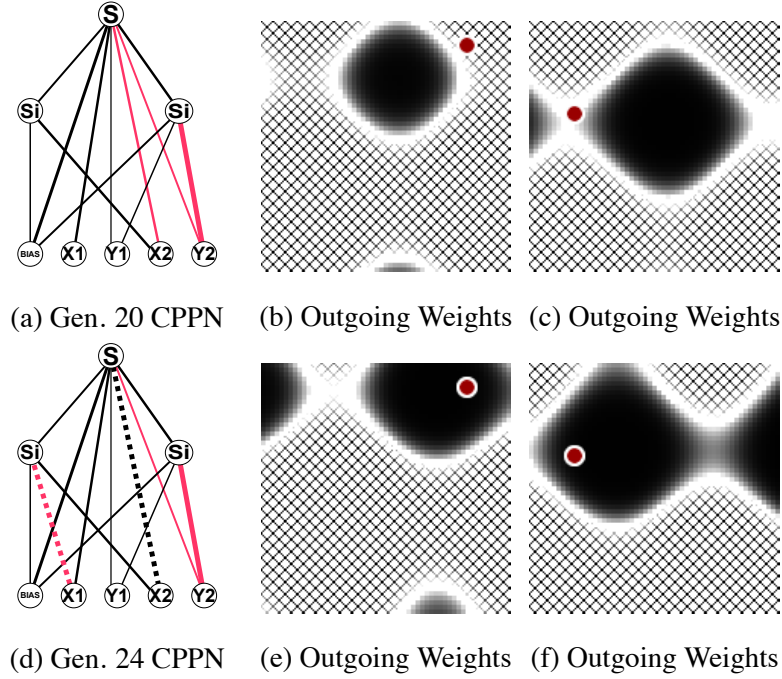 S
Si Si
BIAS X1 Y1 X2 Y2
(a) Gen. 20 CPPN (b) Outgoing Weights (c) Outgoing Weights
S
Si Si
BIAS X1 Y1 X2 Y2
(d) Gen. 24 CPPN (e) Outgoing Weights (f) Outgoing Weights